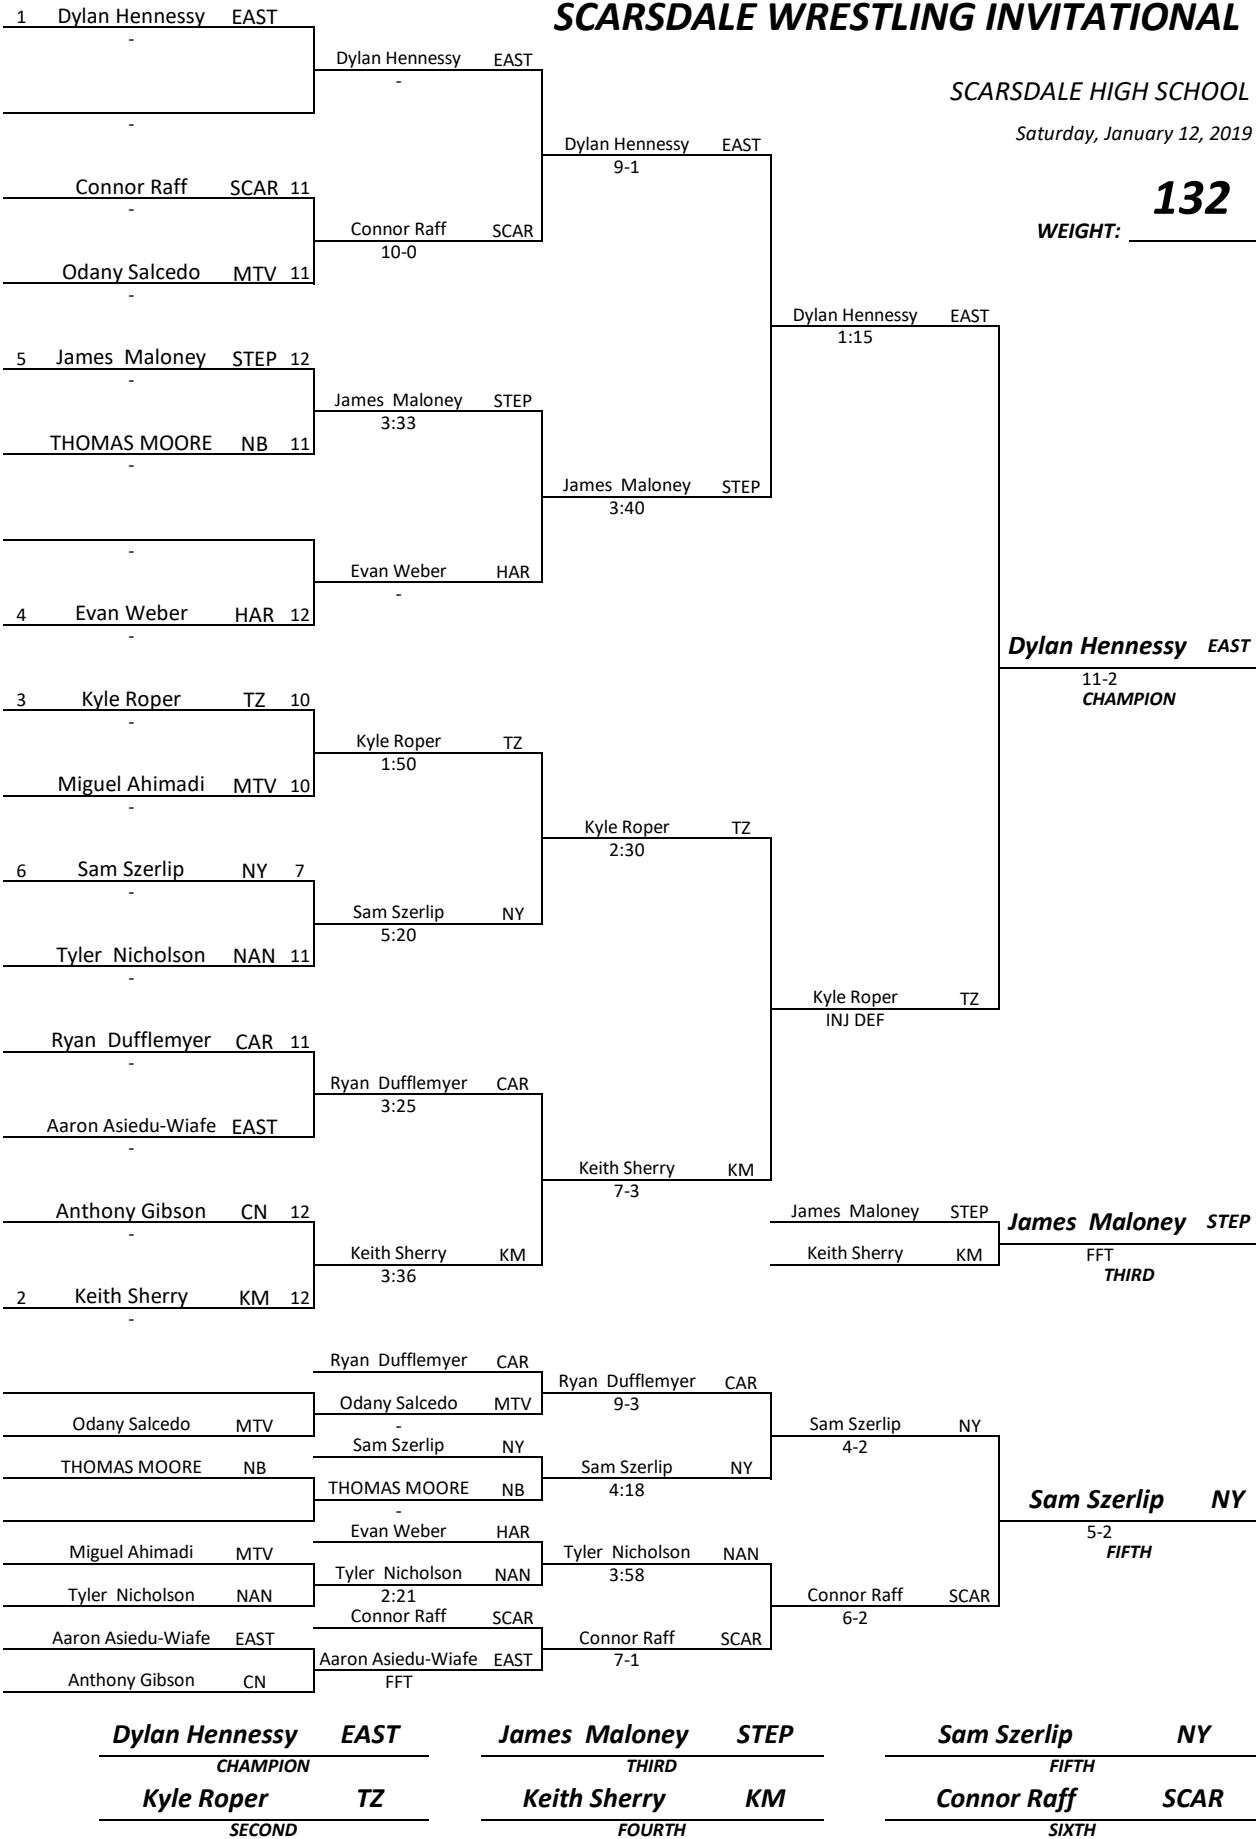 SCARSDALE WRESTLING INVITATIONAL
SCARSDALE HIGH SCHOOL
Saturday, January 12, 2019
WEIGHT: 132
1 Dylan Hennessy EAST
-
-
Connor Raff SCAR 11
-
Odany Salcedo MTV 11
-
5 James Maloney STEP 12
-
THOMAS MOORE NB 11
-
-
4 Evan Weber HAR 12
-
3 Kyle Roper TZ 10
-
Miguel Ahimadi MTV 10
-
6 Sam Szerlip NY 7
-
Tyler Nicholson NAN 11
-
Ryan Dufflemyer CAR 11
-
Aaron Asiedu-Wiafe EAST
-
Anthony Gibson CN 12
-
2 Keith Sherry KM 12
-
Dylan Hennessy EAST
-
Connor Raff SCAR
10-0
James Maloney STEP
3:33
Evan Weber HAR
-
Kyle Roper TZ
1:50
Sam Szerlip NY
5:20
Ryan Dufflemyer CAR
3:25
Keith Sherry KM
3:36
Dylan Hennessy EAST
9-1
James Maloney STEP
3:40
Kyle Roper TZ
2:30
Keith Sherry KM
7-3
Dylan Hennessy EAST
1:15
Kyle Roper TZ
INJ DEF
Dylan Hennessy EAST
11-2
CHAMPION
James Maloney STEP
Keith Sherry KM
James Maloney STEP
FFT
THIRD
Odany Salcedo MTV
THOMAS MOORE NB
Miguel Ahimadi MTV
Tyler Nicholson NAN
Aaron Asiedu-Wiafe EAST
Anthony Gibson CN
Ryan Dufflemyer CAR
Odany Salcedo MTV
-
Sam Szerlip NY
THOMAS MOORE NB
-
Evan Weber HAR
Tyler Nicholson NAN
2:21
Connor Raff SCAR
Aaron Asiedu-Wiafe EAST
FFT
Ryan Dufflemyer CAR
9-3
Sam Szerlip NY
4:18
Tyler Nicholson NAN
3:58
Connor Raff SCAR
7-1
Sam Szerlip NY
4-2
Connor Raff SCAR
6-2
Sam Szerlip NY
5-2
FIFTH
Dylan Hennessy EAST James Maloney STEP Sam Szerlip NY
CHAMPION THIRD FIFTH
Kyle Roper TZ Keith Sherry KM Connor Raff SCAR
SECOND FOURTH SIXTH